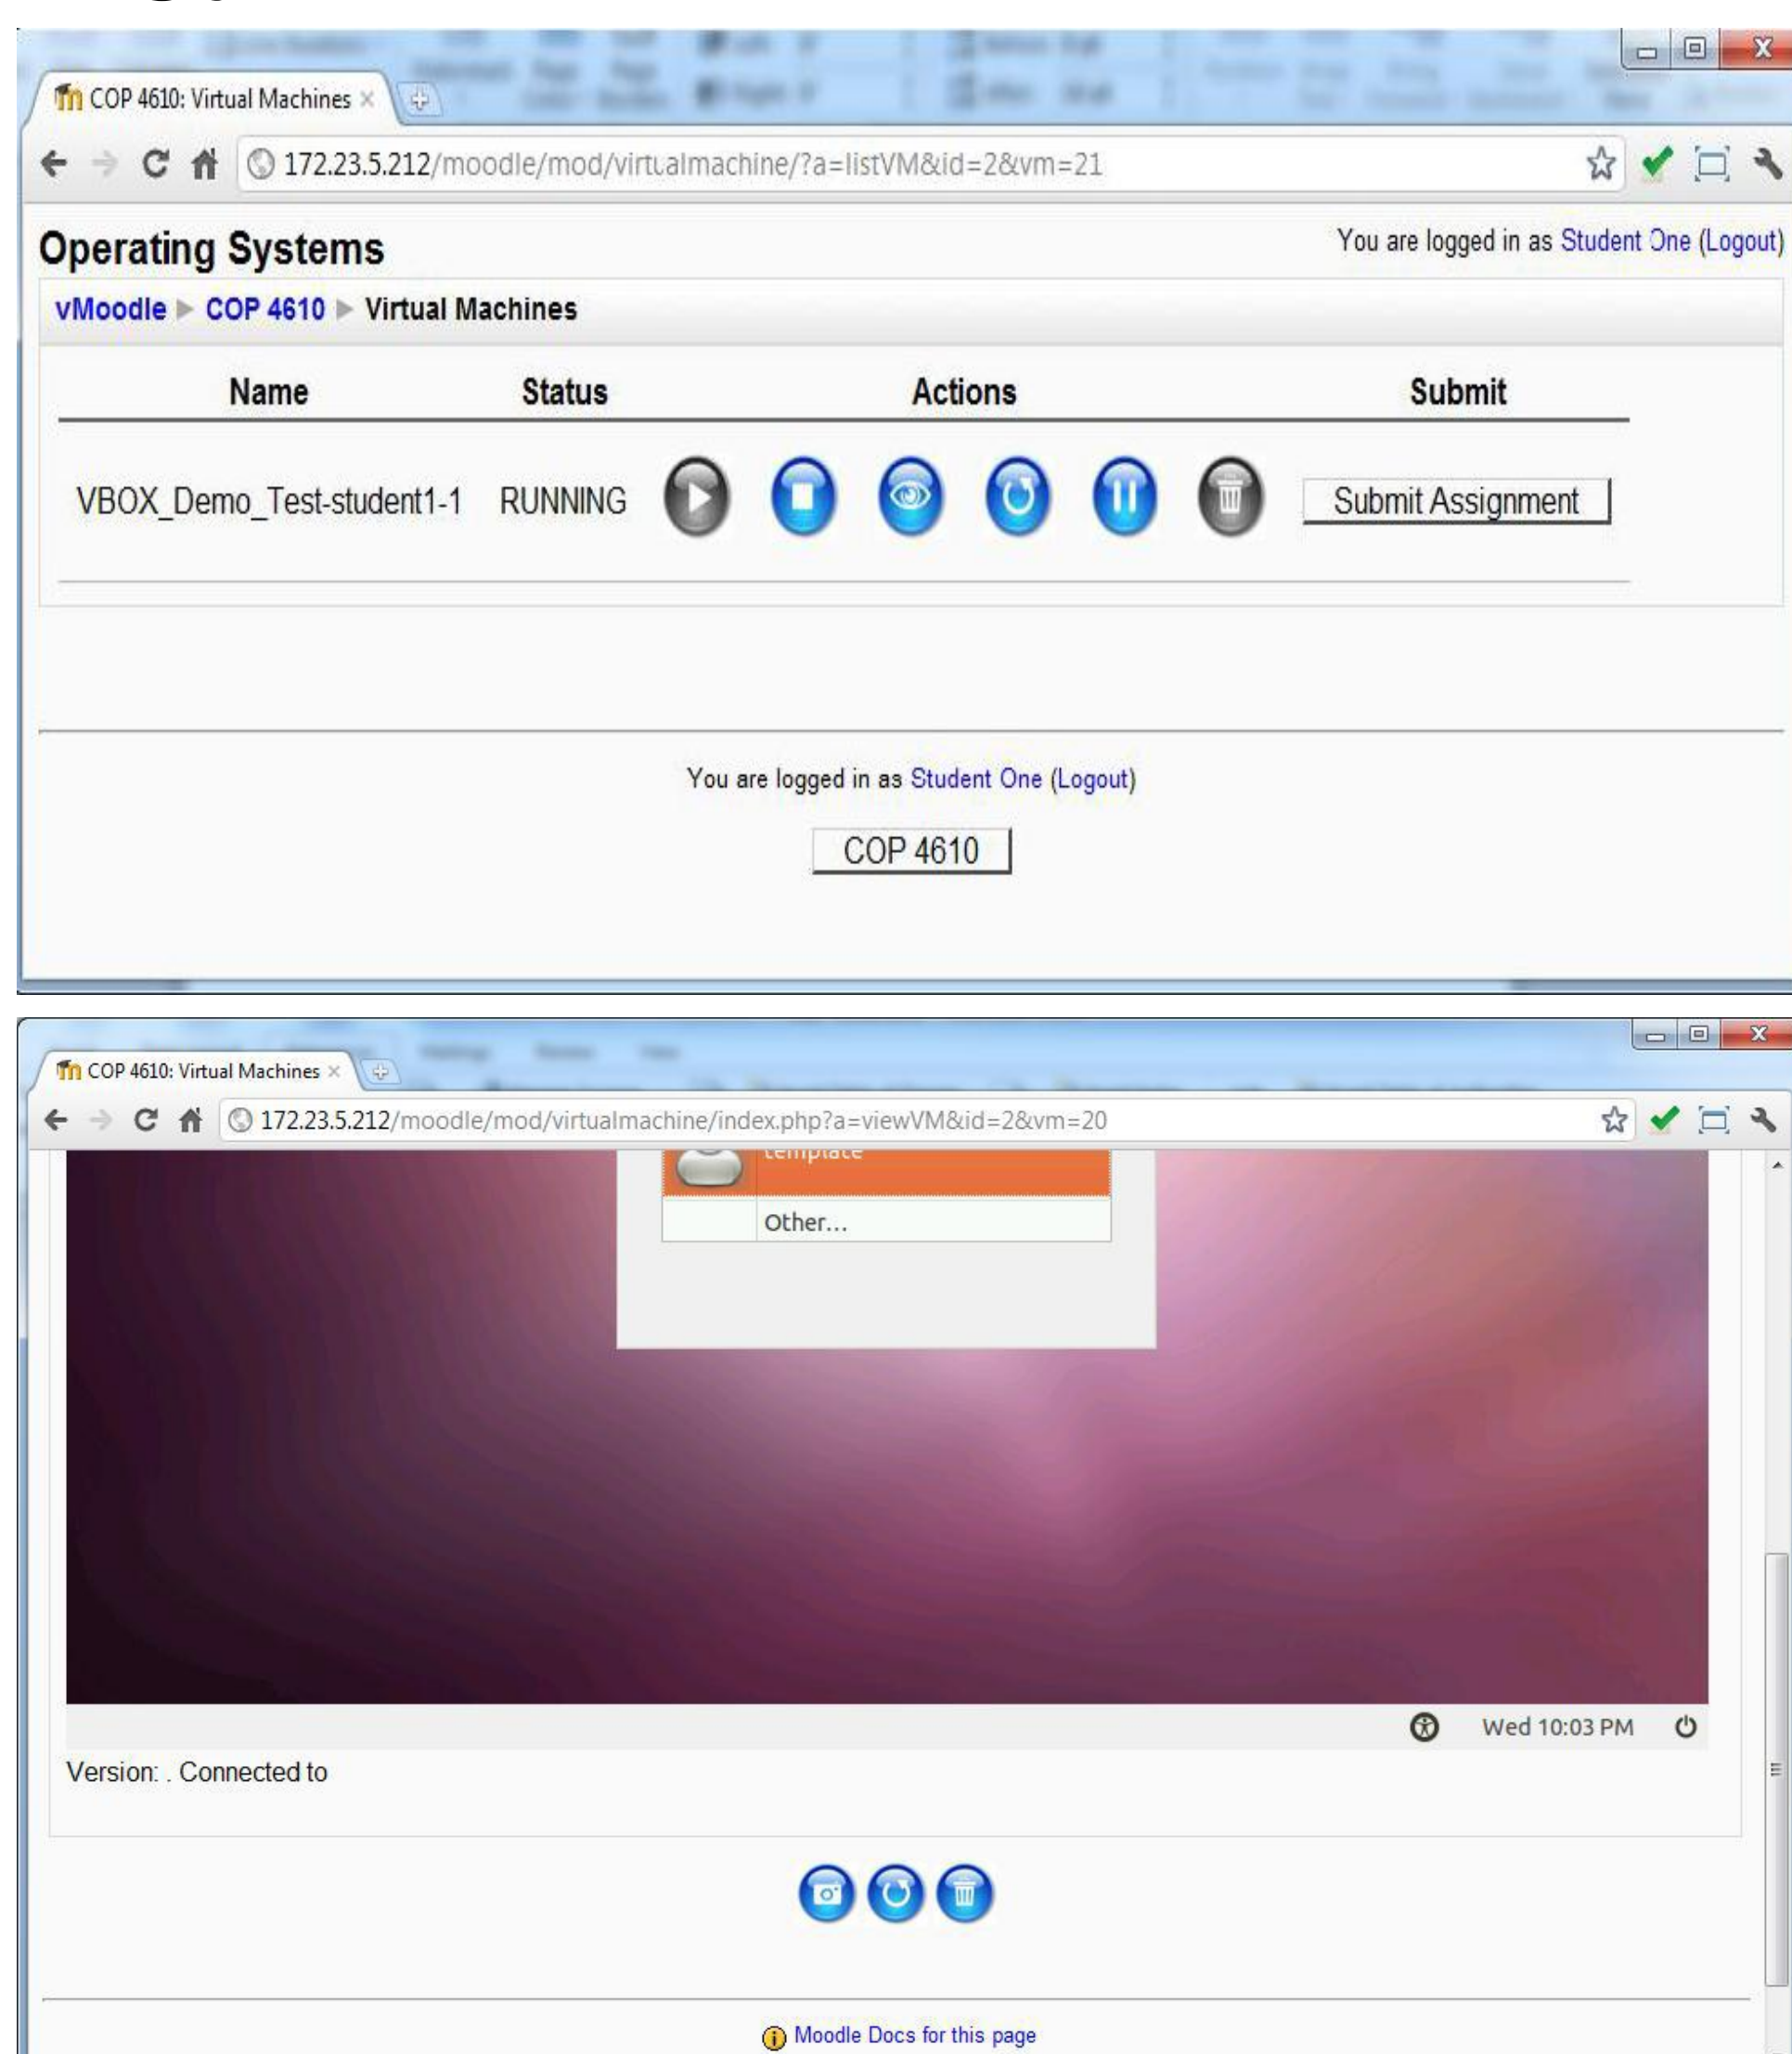 COP 4610: Virtual Machines
172.23.5.212/moodle/mod/virtualmachine/?a=listVM&id=2&vm=21
Operating Systems
You are logged in as Student One (Logout)
vMoodle ► COP 4610 ► Virtual Machines
Name Status Actions Submit
VBOX_Demo_Test-student1-1 RUNNING Submit Assignment
You are logged in as Student One (Logout)
COP 4610
COP 4610: Virtual Machines
172.23.5.212/moodle/mod/virtualmachine/index.php?a=viewVM&id=2&vm=20
template
Other...
Wed 10:03 PM
Version: . Connected to
Moodle Docs for this page